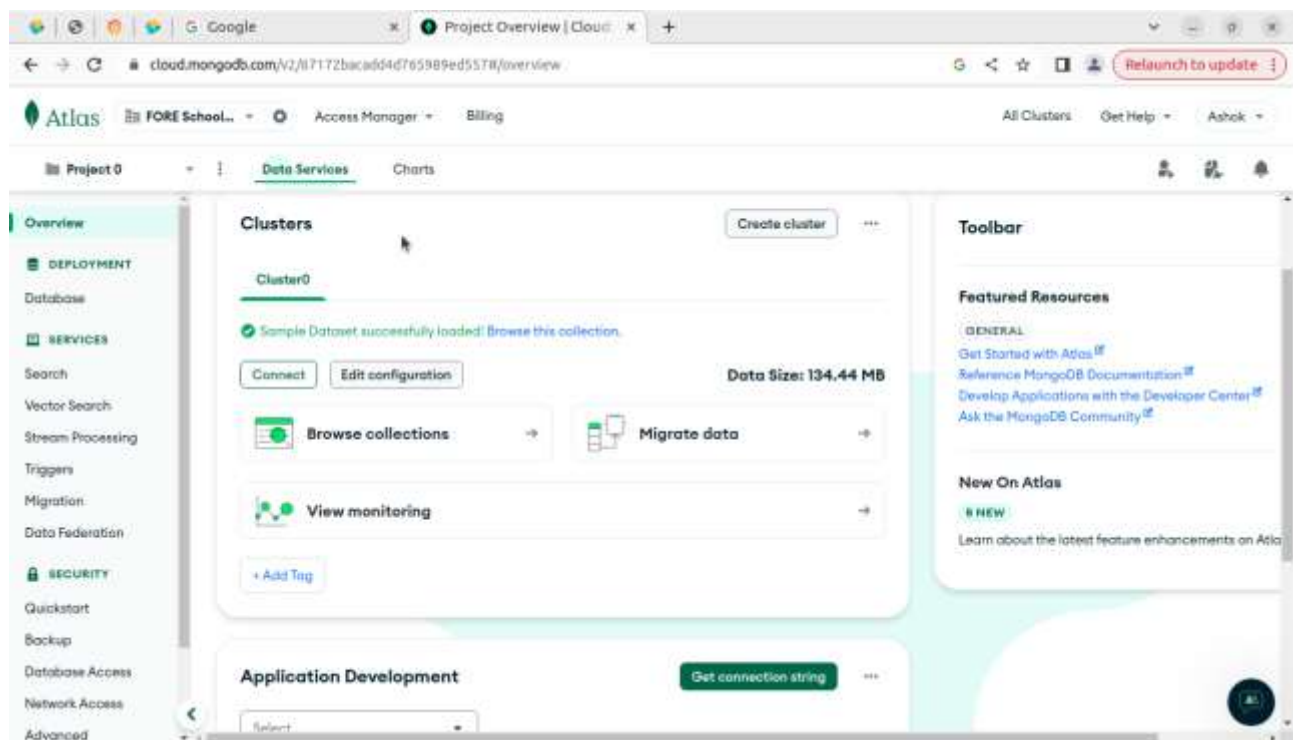 Google
Project Overview | Cloud
cloud.mongodb.com/v2/
/overview
Relaunch to update
Atlas
FORE School...
Access Manager
Billing
All Clusters
Get Help
Ashok
Project 0
Data Services
Charts
Overview
DEPLOYMENT
Database
SERVICES
Search
Vector Search
Stream Processing
Triggers
Migration
Data Federation
SECURITY
Quickstart
Backup
Database Access
Network Access
Advanced
Clusters
Create cluster
Cluster0
Sample Dataset successfully loaded! Browse this collection.
Connect
Edit configuration
Data Size: 134.44 MB
Browse collections
Migrate data
View monitoring
+ Add Tag
Application Development
Get connection string
Select
Toolbar
Featured Resources
GENERAL
Get Started with Atlas
Reference MongoDB Documentation
Develop Applications with the Developer Center
Ask the MongoDB Community
New On Atlas
NEW
Learn about the latest feature enhancements on Atla